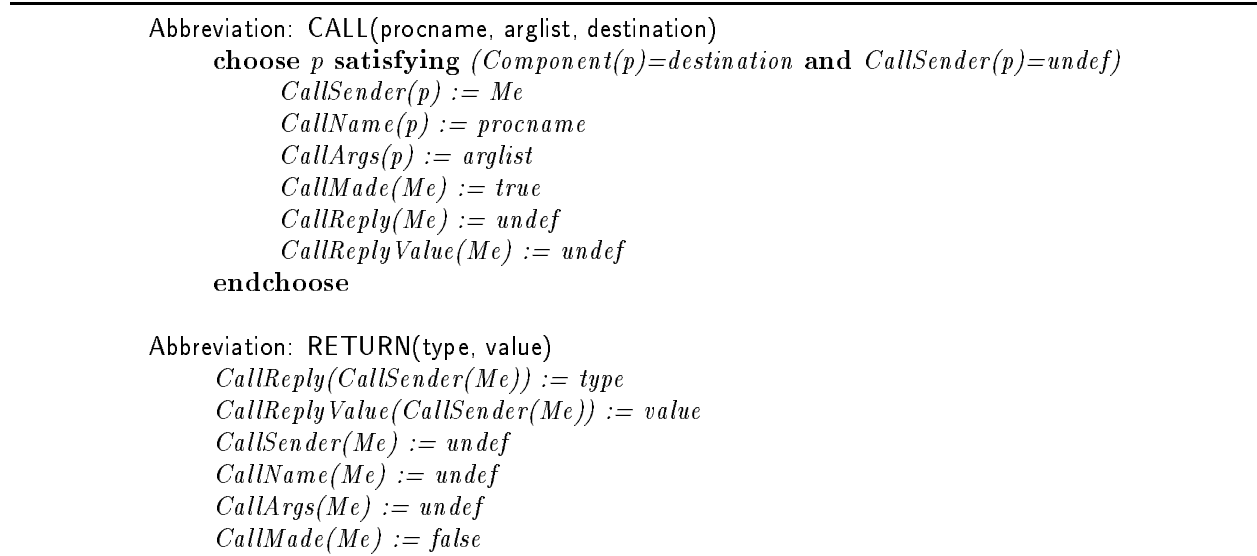 Abbreviation: CALL(procname, arglist, destination)
choose p satisfying (Component(p)=destination and CallSender(p)=undef)
CallSender(p) := Me
CallName(p) := procname
CallArgs(p) := arglist
CallMade(Me) := true
CallReply(Me) := undef
CallReplyValue(Me) := undef
endchoose
Abbreviation: RETURN(type, value)
CallReply(CallSender(Me)) := type
CallReplyValue(CallSender(Me)) := value
CallSender(Me) := undef
CallName(Me) := undef
CallArgs(Me) := undef
CallMade(Me) := false